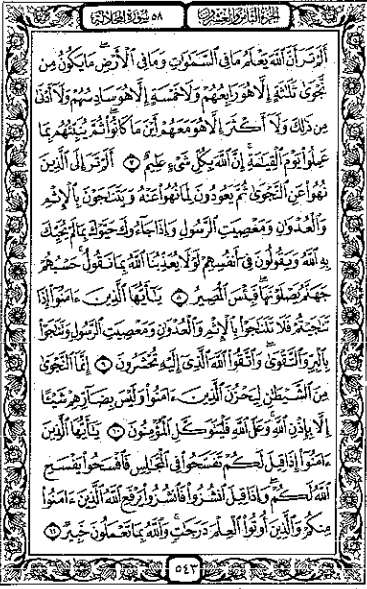 الجزء الثامن والعشرون ٥٨ سورة المجادلة
أَلَمْ تَرَ أَنَّ ٱللَّهَ يَعْلَمُ مَا فِى ٱلسَّمَٰوَٰتِ وَمَا فِى ٱلْأَرْضِ مَا يَكُونُ مِن
نَّجْوَىٰ ثَلَٰثَةٍ إِلَّا هُوَ رَابِعُهُمْ وَلَا خَمْسَةٍ إِلَّا هُوَ سَادِسُهُمْ وَلَآ أَدْنَىٰ
مِن ذَٰلِكَ وَلَآ أَكْثَرَ إِلَّا هُوَ مَعَهُمْ أَيْنَ مَا كَانُوا۟ ثُمَّ يُنَبِّئُهُم بِمَا
عَمِلُوا۟ يَوْمَ ٱلْقِيَٰمَةِ إِنَّ ٱللَّهَ بِكُلِّ شَىْءٍ عَلِيمٌ ٧ أَلَمْ تَرَ إِلَى ٱلَّذِينَ
نُهُوا۟ عَنِ ٱلنَّجْوَىٰ ثُمَّ يَعُودُونَ لِمَا نُهُوا۟ عَنْهُ وَيَتَنَٰجَوْنَ بِٱلْإِثْمِ
وَٱلْعُدْوَٰنِ وَمَعْصِيَتِ ٱلرَّسُولِ وَإِذَا جَآءُوكَ حَيَّوْكَ بِمَا لَمْ يُحَيِّكَ
بِهِ ٱللَّهُ وَيَقُولُونَ فِىٓ أَنفُسِهِمْ لَوْلَا يُعَذِّبُنَا ٱللَّهُ بِمَا نَقُولُ حَسْبُهُمْ
جَهَنَّمُ يَصْلَوْنَهَا فَبِئْسَ ٱلْمَصِيرُ ٨ يَٰٓأَيُّهَا ٱلَّذِينَ ءَامَنُوٓا۟ إِذَا
تَنَٰجَيْتُمْ فَلَا تَتَنَٰجَوْا۟ بِٱلْإِثْمِ وَٱلْعُدْوَٰنِ وَمَعْصِيَتِ ٱلرَّسُولِ وَتَنَٰجَوْا۟
بِٱلْبِرِّ وَٱلتَّقْوَىٰ وَٱتَّقُوا۟ ٱللَّهَ ٱلَّذِىٓ إِلَيْهِ تُحْشَرُونَ ٩ إِنَّمَا ٱلنَّجْوَىٰ
مِنَ ٱلشَّيْطَٰنِ لِيَحْزُنَ ٱلَّذِينَ ءَامَنُوا۟ وَلَيْسَ بِضَآرِّهِمْ شَيْـًٔا
إِلَّا بِإِذْنِ ٱللَّهِ وَعَلَى ٱللَّهِ فَلْيَتَوَكَّلِ ٱلْمُؤْمِنُونَ ١٠ يَٰٓأَيُّهَا ٱلَّذِينَ
ءَامَنُوٓا۟ إِذَا قِيلَ لَكُمْ تَفَسَّحُوا۟ فِى ٱلْمَجَٰلِسِ فَٱفْسَحُوا۟ يَفْسَحِ
ٱللَّهُ لَكُمْ وَإِذَا قِيلَ ٱنشُزُوا۟ فَٱنشُزُوا۟ يَرْفَعِ ٱللَّهُ ٱلَّذِينَ ءَامَنُوا۟
مِنكُمْ وَٱلَّذِينَ أُوتُوا۟ ٱلْعِلْمَ دَرَجَٰتٍ وَٱللَّهُ بِمَا تَعْمَلُونَ خَبِيرٌ ١١
٥٤٣